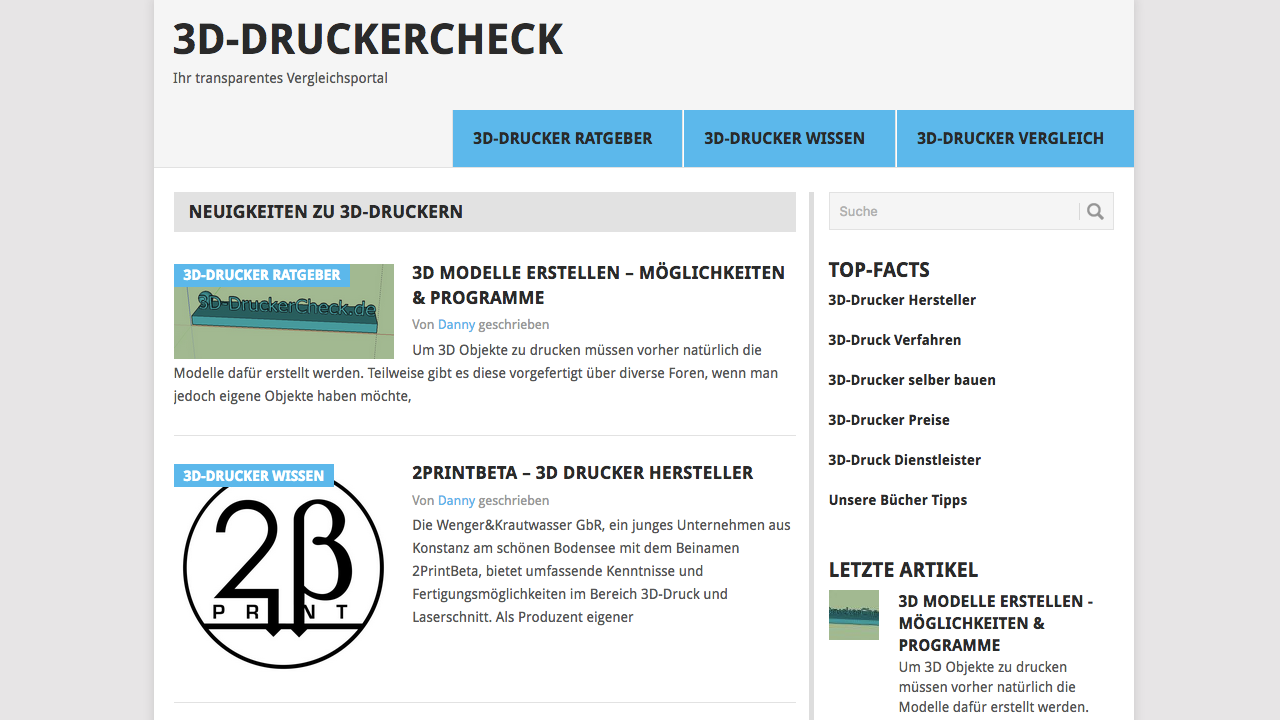 3D-DRUCKERCHECK
Ihr transparentes Vergleichsportal
3D-DRUCKER RATGEBER
3D-DRUCKER WISSEN
3D-DRUCKER VERGLEICH
NEUIGKEITEN ZU 3D-DRUCKERN
3D-DRUCKER RATGEBER
3D-DruckerCheck.de
3D MODELLE ERSTELLEN – MÖGLICHKEITEN
& PROGRAMME
Von Danny geschrieben
Um 3D Objekte zu drucken müssen vorher natürlich die
Modelle dafür erstellt werden. Teilweise gibt es diese vorgefertigt über diverse Foren, wenn man
jedoch eigene Objekte haben möchte,
3D-DRUCKER WISSEN
2β
PRINT
2PRINTBETA – 3D DRUCKER HERSTELLER
Von Danny geschrieben
Die Wenger&Krautwasser GbR, ein junges Unternehmen aus
Konstanz am schönen Bodensee mit dem Beinamen
2PrintBeta, bietet umfassende Kenntnisse und
Fertigungsmöglichkeiten im Bereich 3D-Druck und
Laserschnitt. Als Produzent eigener
Suche
TOP-FACTS
3D-Drucker Hersteller
3D-Druck Verfahren
3D-Drucker selber bauen
3D-Drucker Preise
3D-Druck Dienstleister
Unsere Bücher Tipps
LETZTE ARTIKEL
3D MODELLE ERSTELLEN -
MÖGLICHKEITEN &
PROGRAMME
Um 3D Objekte zu drucken
müssen vorher natürlich die
Modelle dafür erstellt werden.